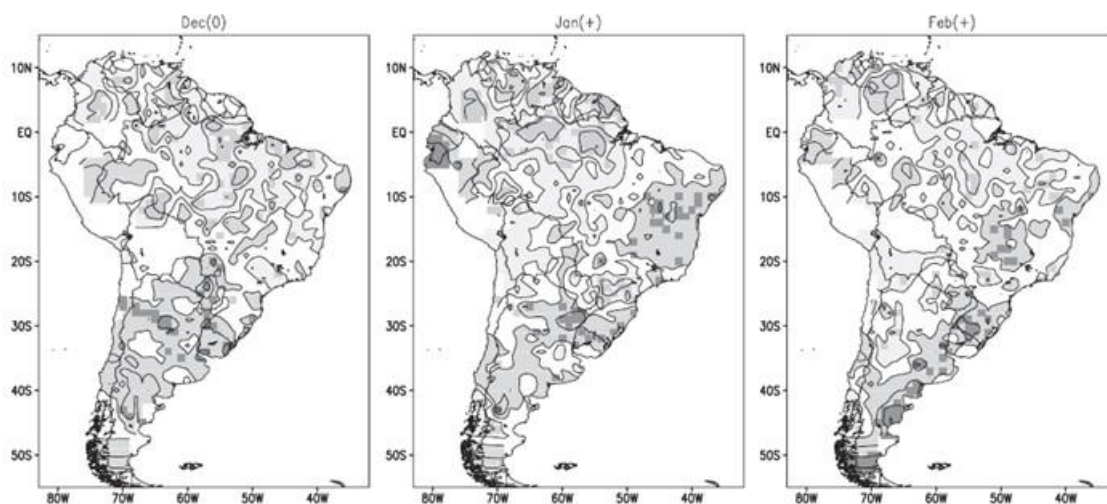 Dec(0) Jan(+) Feb(+)
10N 10N 10N
EQ EQ EQ
10S 10S 10S
20S 20S 20S
30S 30S 30S
40S 40S 40S
50S 50S 50S
80W 70W 60W 50W 40W 80W 70W 60W 50W 40W 80W 70W 60W 50W 40W